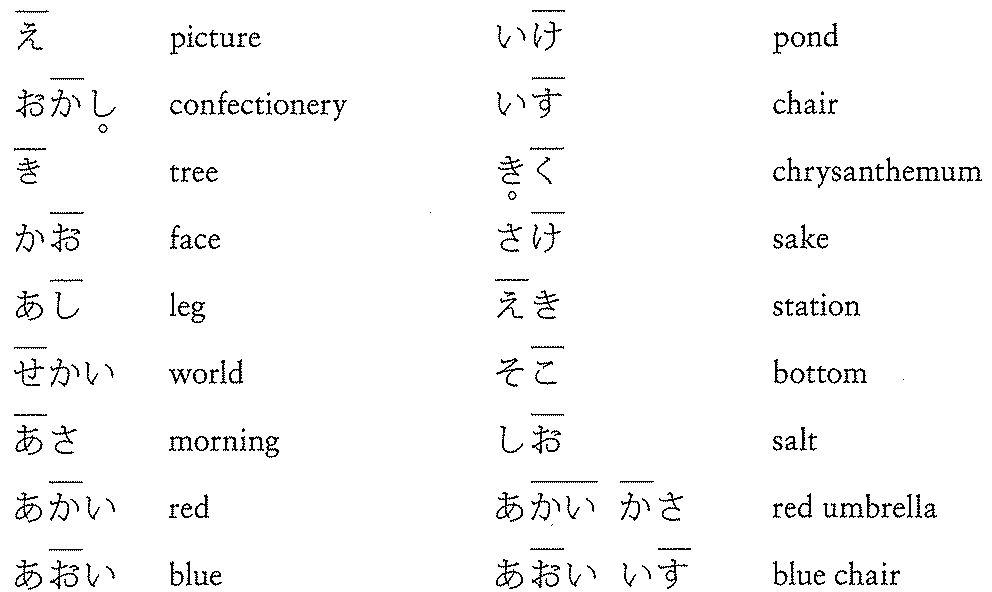 え picture いけ pond
おかし confectionery いす chair
き tree きく chrysanthemum
かお face さけ sake
あし leg えき station
せかい world そこ bottom
あさ morning しお salt
あかい red あかい かさ red umbrella
あおい blue あおい いす blue chair